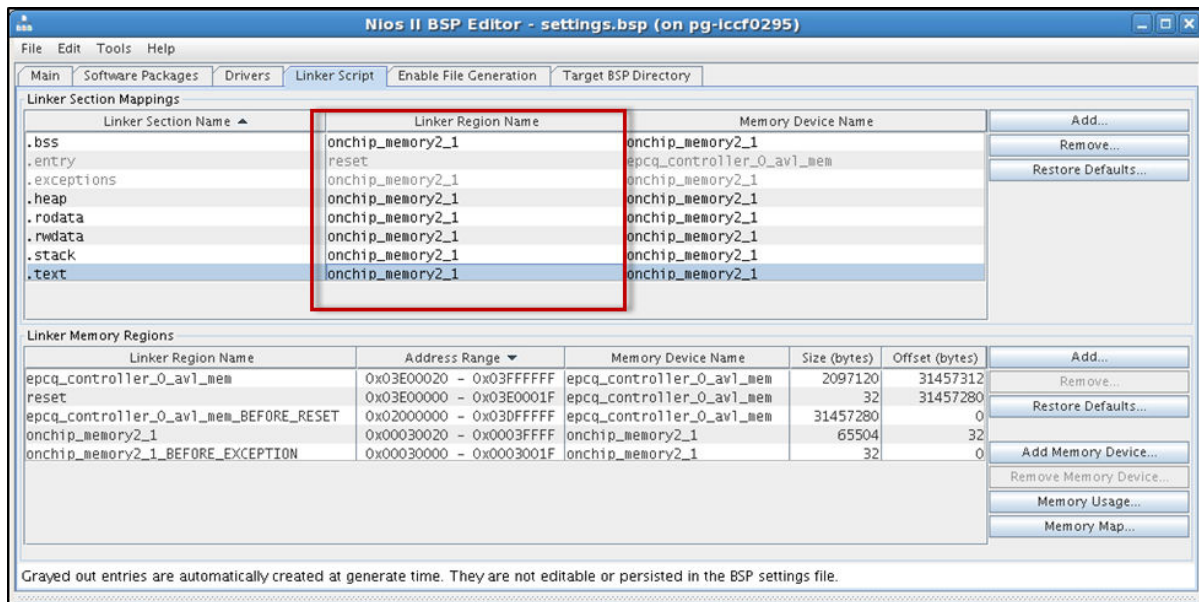 Nios II BSP Editor - settings.bsp (on pg-iccf0295)
File Edit Tools Help
Main Software Packages Drivers Linker Script Enable File Generation Target BSP Directory
Linker Section Mappings
Linker Section Name Linker Region Name Memory Device Name Add...
.bss onchip_memory2_1 onchip_memory2_1 Remove...
.entry reset epcq_controller_0_avl_mem
.exceptions onchip_memory2_1 onchip_memory2_1 Restore Defaults...
.heap onchip_memory2_1 onchip_memory2_1
.rodata onchip_memory2_1 onchip_memory2_1
.rwdata onchip_memory2_1 onchip_memory2_1
.stack onchip_memory2_1 onchip_memory2_1
.text onchip_memory2_1 onchip_memory2_1
Linker Memory Regions
Linker Region Name Address Range Memory Device Name Size (bytes) Offset (bytes) Add...
epcq_controller_0_avl_mem 0x03E00020 - 0x03FFFFFF epcq_controller_0_avl_mem 2097120 31457312 Remove...
reset 0x03E00000 - 0x03E0001F epcq_controller_0_avl_mem 32 31457280
epcq_controller_0_avl_mem_BEFORE_RESET 0x02000000 - 0x03DFFFFF epcq_controller_0_avl_mem 31457280 0 Restore Defaults...
onchip_memory2_1 0x00030020 - 0x0003FFFF onchip_memory2_1 65504 32
onchip_memory2_1_BEFORE_EXCEPTION 0x00030000 - 0x0003001F onchip_memory2_1 32 0 Add Memory Device...
Remove Memory Device...
Memory Usage...
Memory Map...
Grayed out entries are automatically created at generate time. They are not editable or persisted in the BSP settings file.